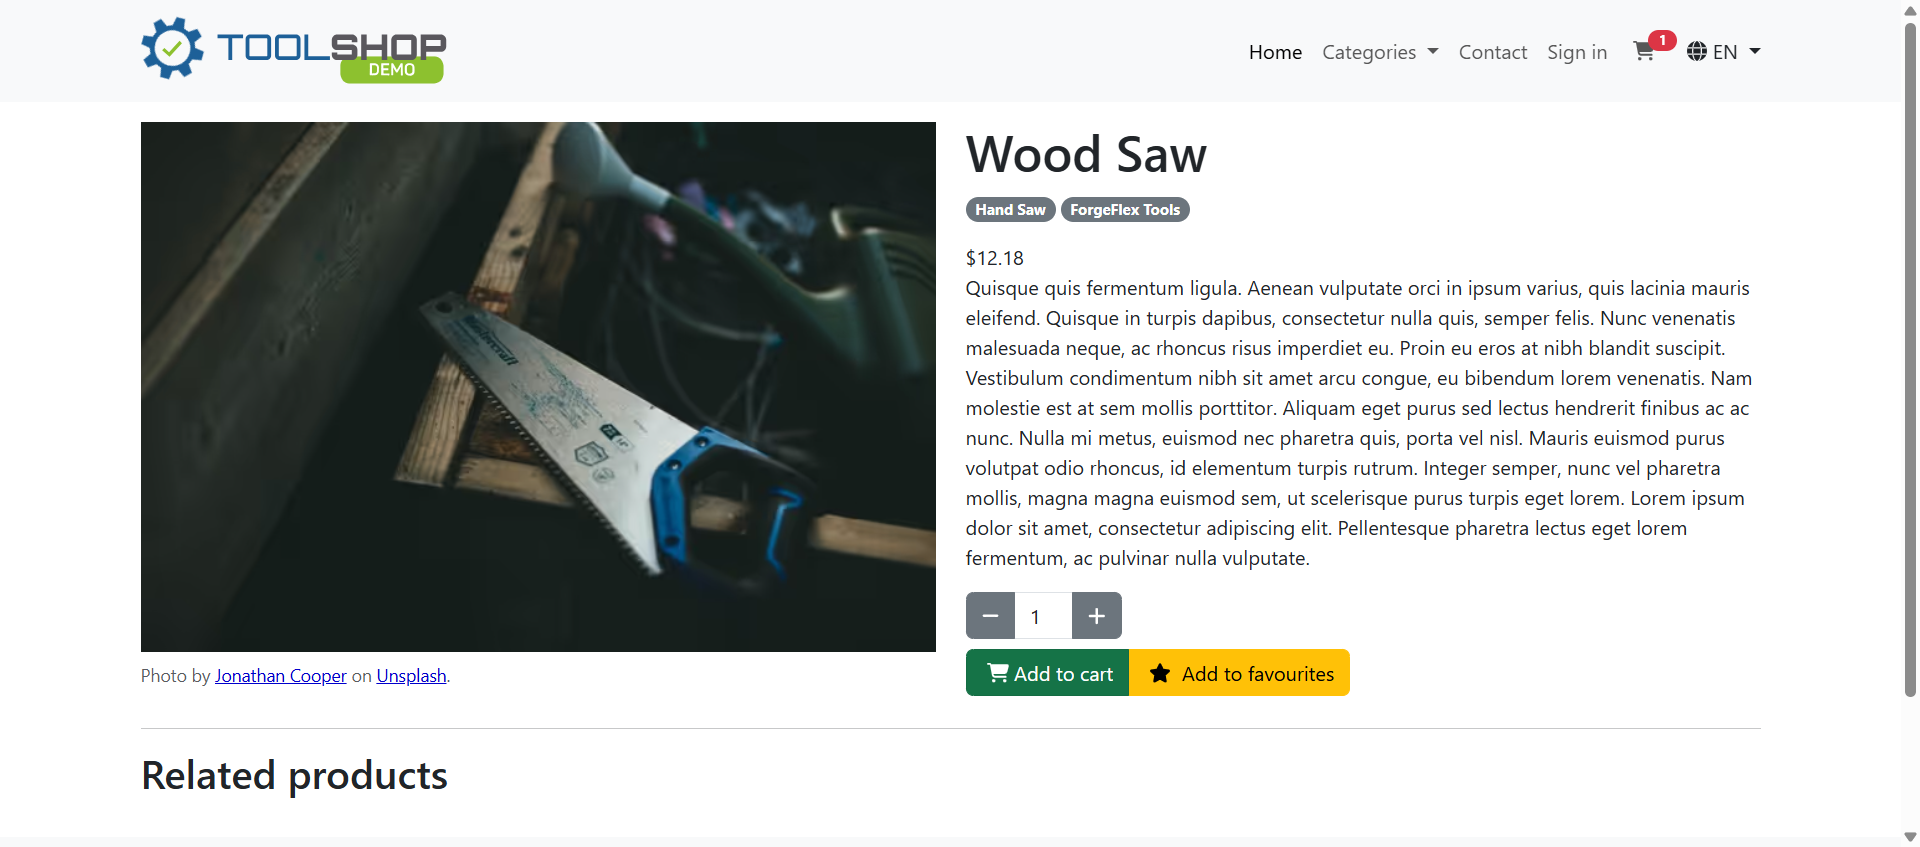 TOOLSHOP
DEMO
Home Categories Contact Sign in 1 EN
Wood Saw
Hand Saw ForgeFlex Tools
$12.18
Quisque quis fermentum ligula. Aenean vulputate orci in ipsum varius, quis lacinia mauris
eleifend. Quisque in turpis dapibus, consectetur nulla quis, semper felis. Nunc venenatis
malesuada neque, ac rhoncus risus imperdiet eu. Proin eu eros at nibh blandit suscipit.
Vestibulum condimentum nibh sit amet arcu congue, eu bibendum lorem venenatis. Nam
molestie est at sem mollis porttitor. Aliquam eget purus sed lectus hendrerit finibus ac ac
nunc. Nulla mi metus, euismod nec pharetra quis, porta vel nisl. Mauris euismod purus
volutpat odio rhoncus, id elementum turpis rutrum. Integer semper, nunc vel pharetra
mollis, magna magna euismod sem, ut scelerisque purus turpis eget lorem. Lorem ipsum
dolor sit amet, consectetur adipiscing elit. Pellentesque pharetra lectus eget lorem
fermentum, ac pulvinar nulla vulputate.
1
Add to cart Add to favourites
Photo by Jonathan Cooper on Unsplash.
Related products